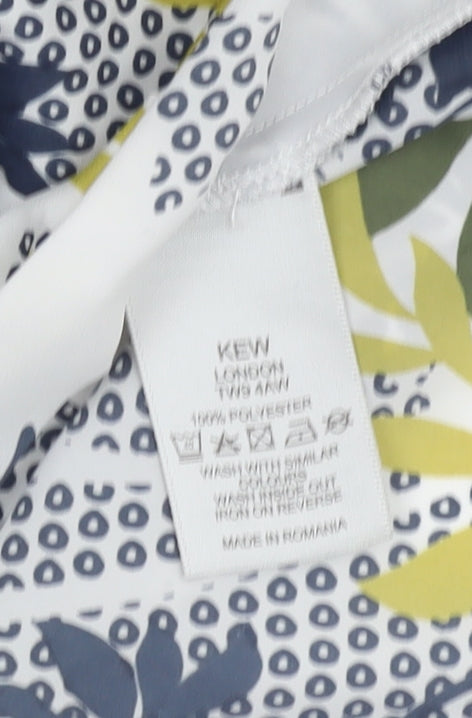 KEW
LONDON
TW9 4AW
100% POLYESTER
WASH WITH SIMILAR
COLOURS
WASH INSIDE OUT
IRON ON REVERSE
MADE IN ROMANIA